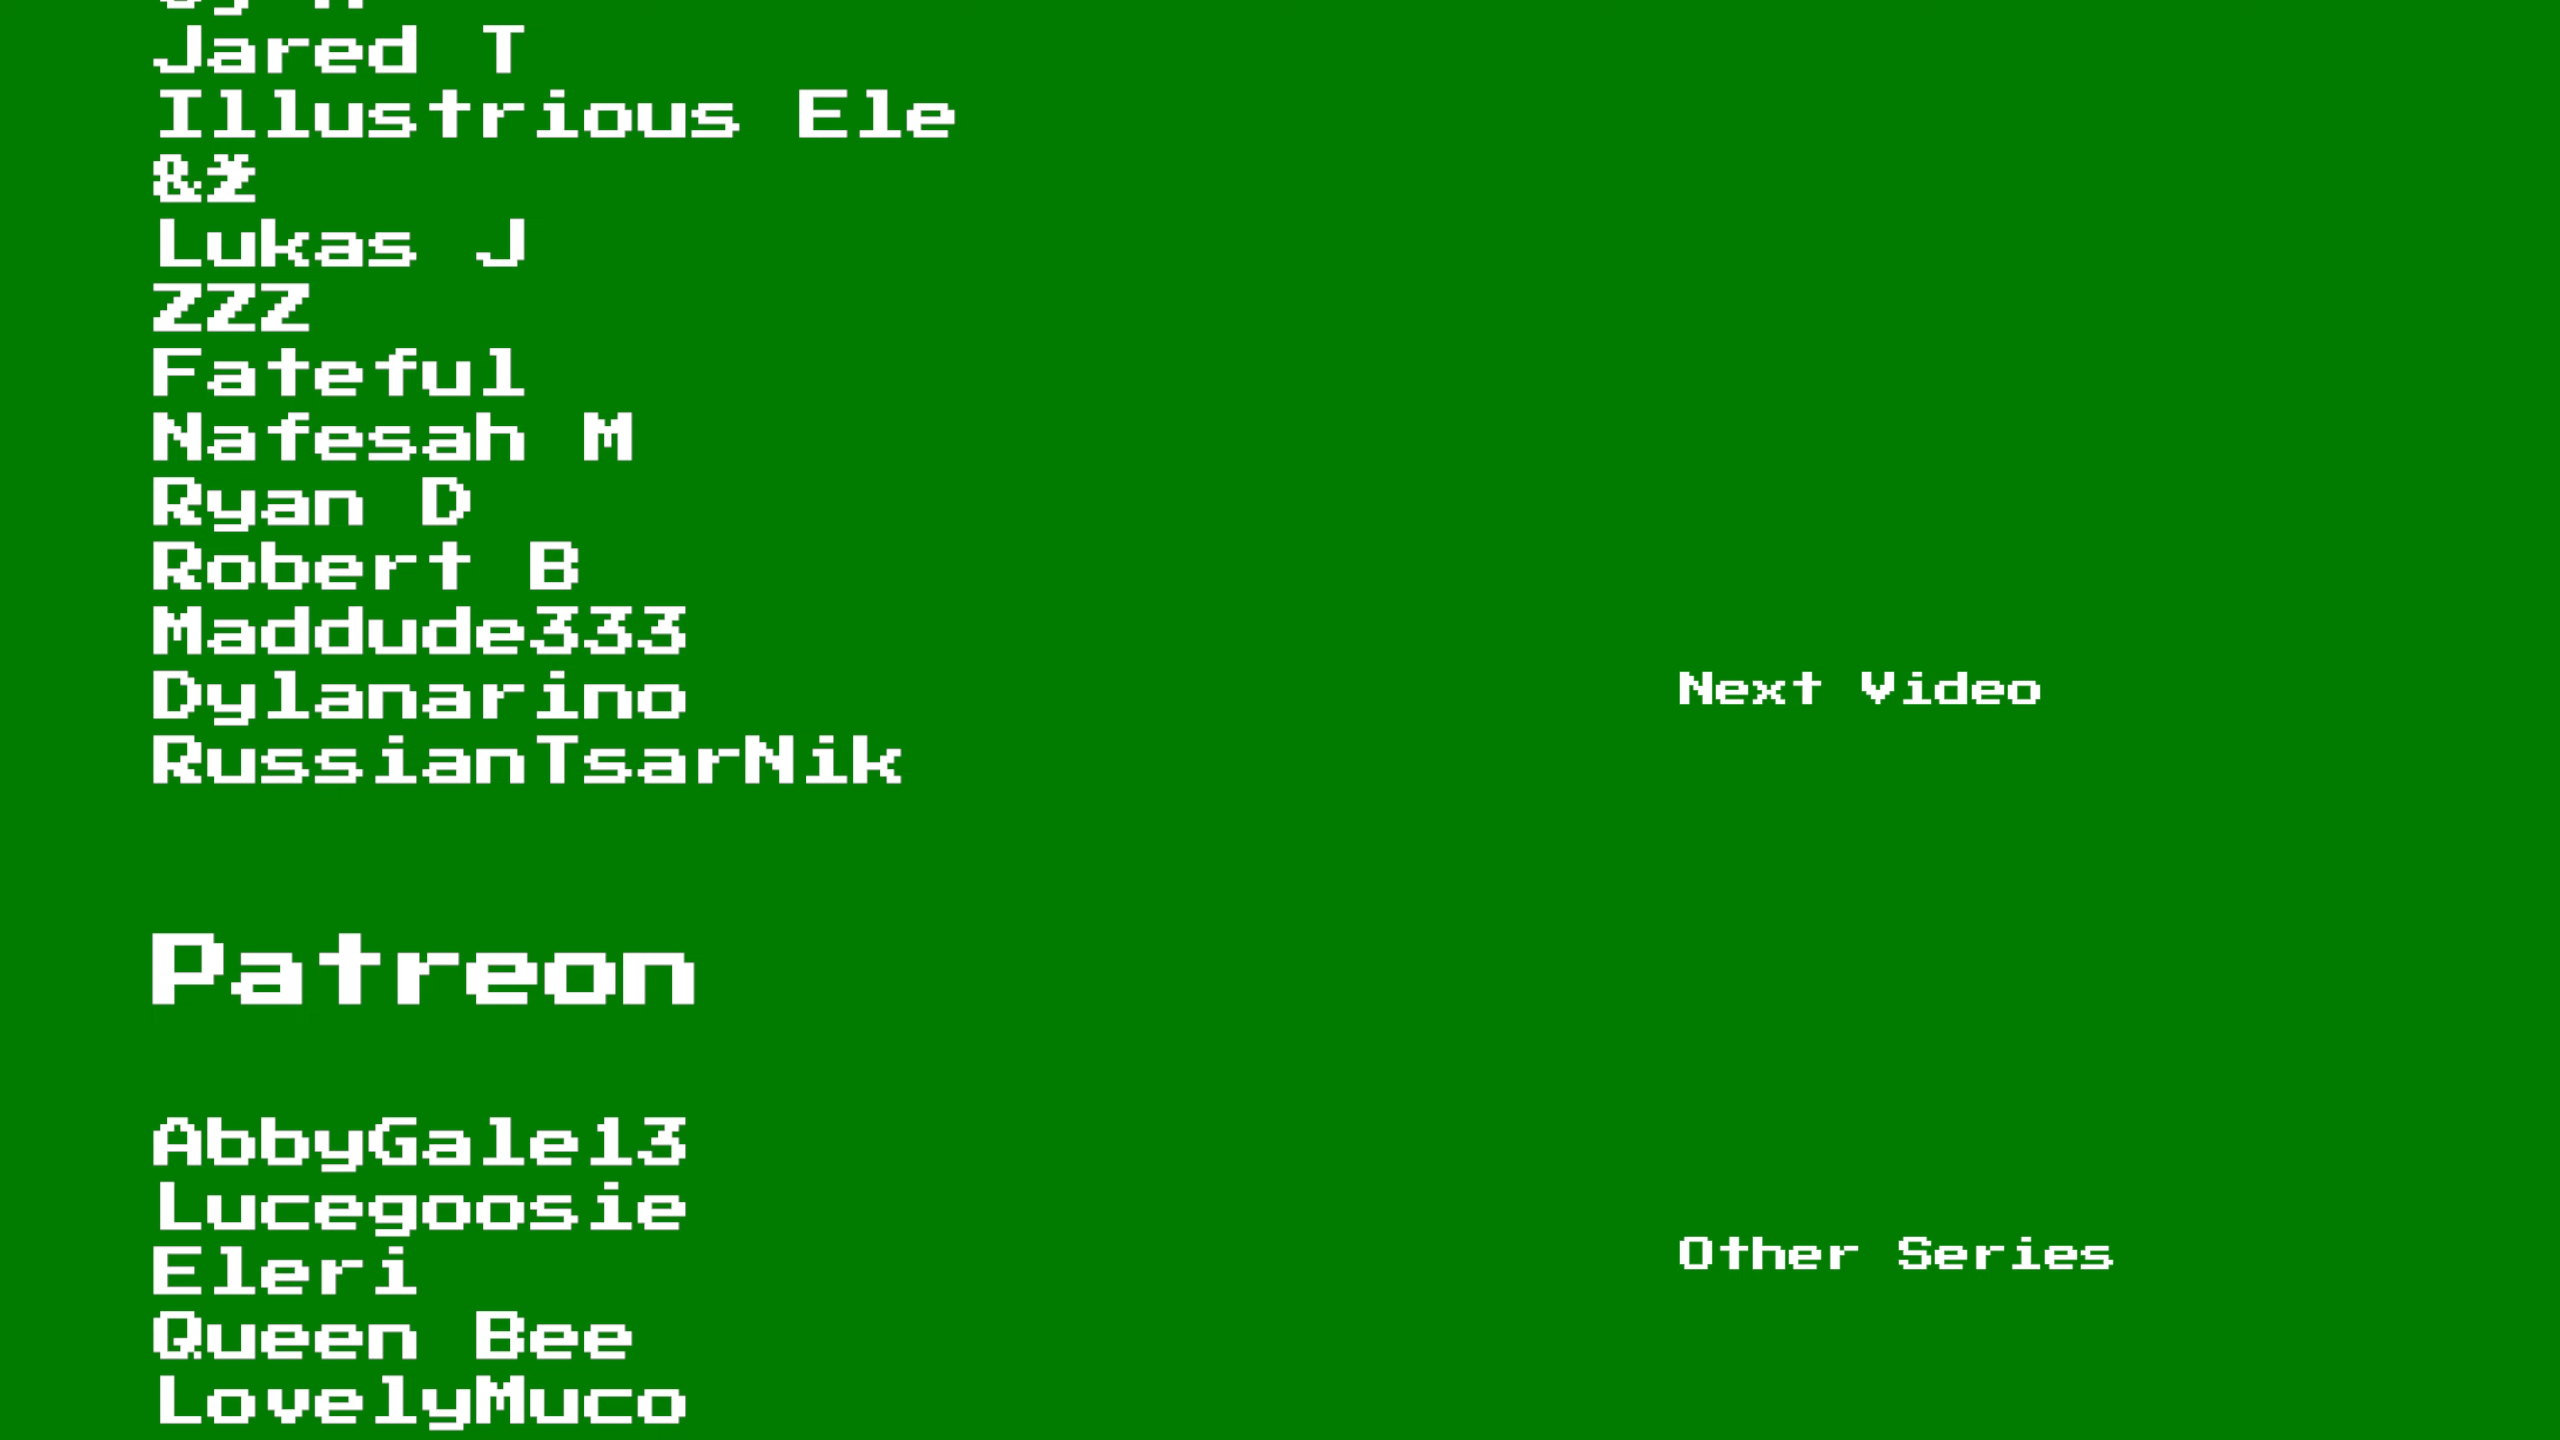 Jared T
Illustrious Ele
&ž
Lukas J
ZZZ
Fateful
Nafesah M
Ryan D
Robert B
Maddude333
Dylanarino
RussianTsarNik
Patreon
AbbyGale13
Lucegoosie
Eleri
Queen Bee
LovelyMuco
Next Video
Other Series